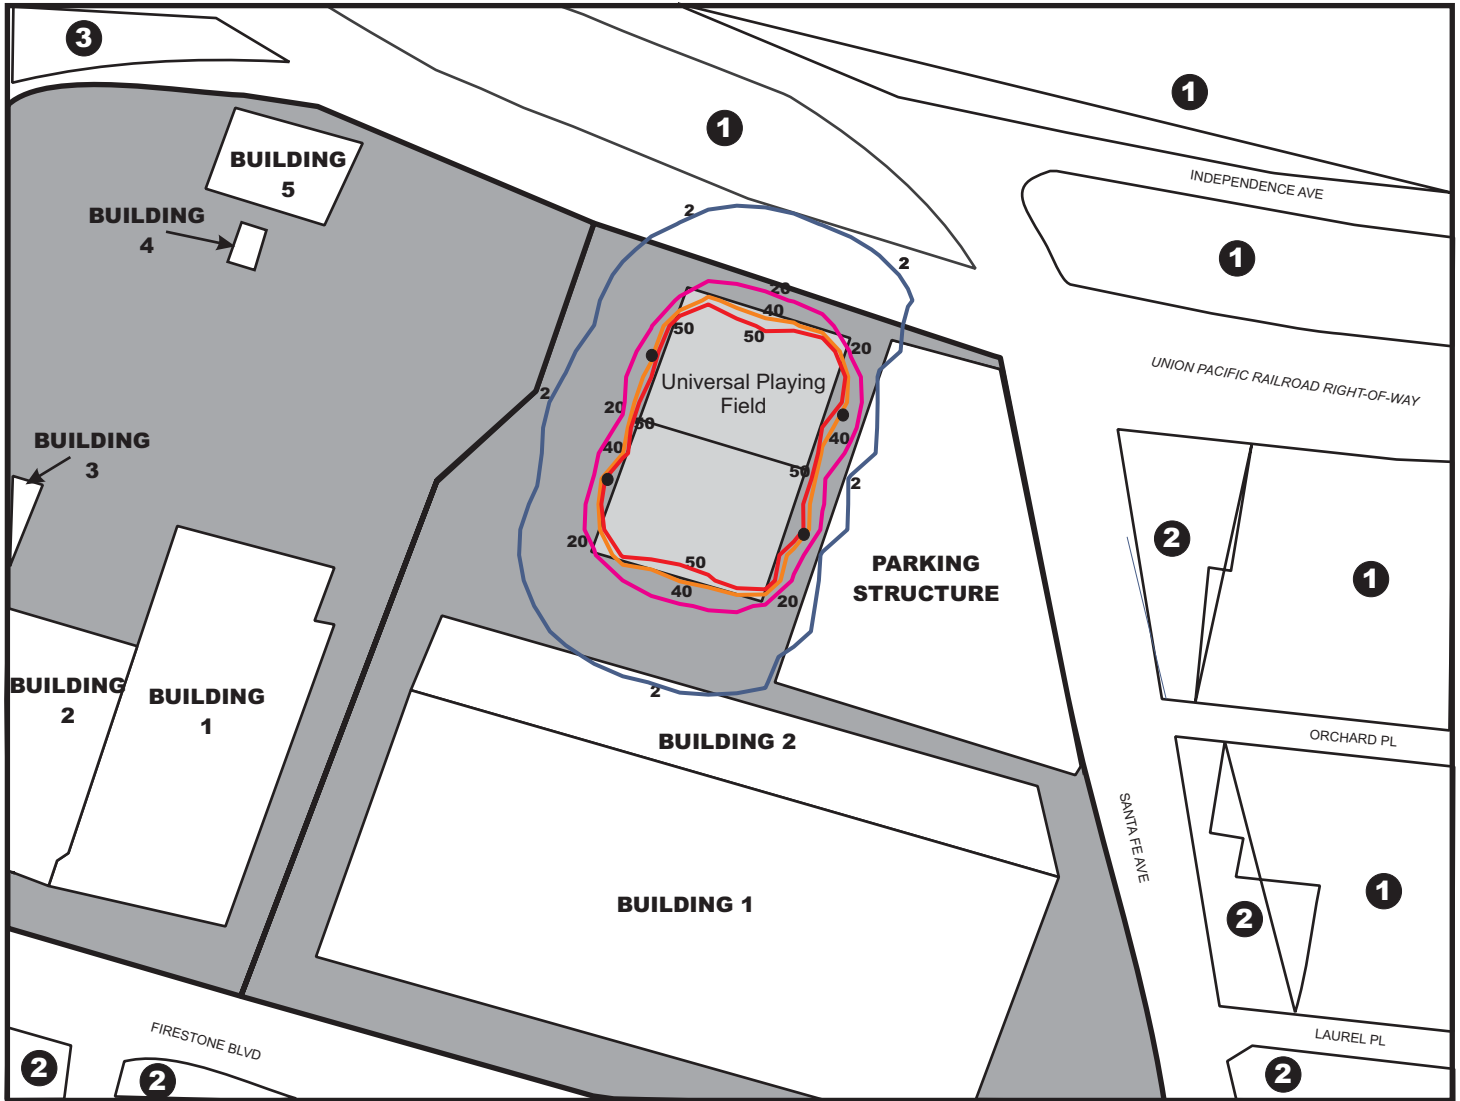 3
1
1
BUILDING
5
INDEPENDENCE AVE
BUILDING
4
2
2
1
20
40
50
50
20
UNION PACIFIC RAILROAD RIGHT-OF-WAY
Universal Playing
Field
2
20
50
40
40
BUILDING
3
50
2
20
2
50
40
20
PARKING
STRUCTURE
1
BUILDING
2
BUILDING
1
2
BUILDING 2
ORCHARD PL
SANTA FE AVE
BUILDING 1
1
2
FIRESTONE BLVD
LAUREL PL
2
2
2